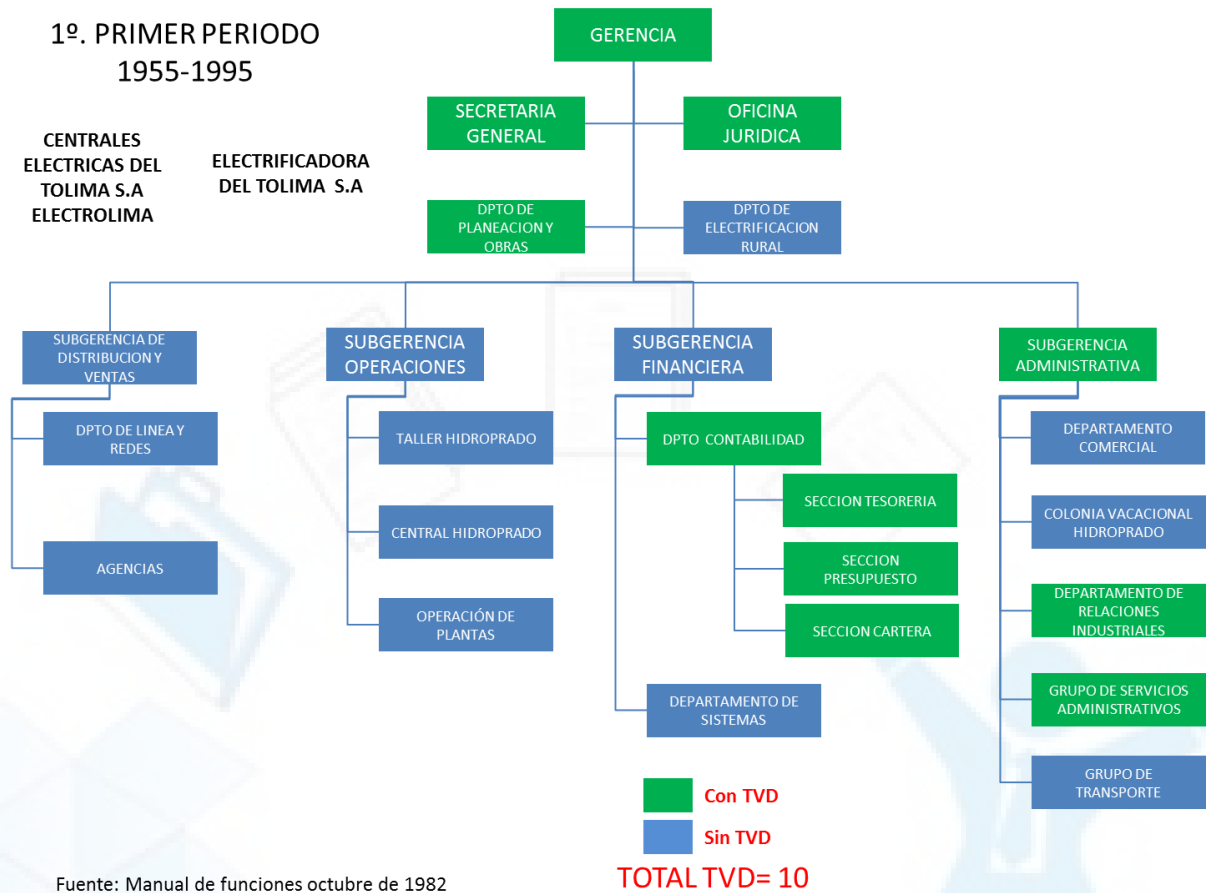 1º. PRIMER PERIODO
1955-1995
CENTRALES
ELECTRICAS DEL
TOLIMA S.A
ELECTROLIMA
ELECTRIFICADORA
DEL TOLIMA S.A
GERENCIA
SECRETARIA
GENERAL
OFICINA
JURIDICA
DPTO DE
PLANEACION Y
OBRAS
DPTO DE
ELECTRIFICACION
RURAL
SUBGERENCIA DE
DISTRIBUCION Y
VENTAS
DPTO DE LINEA Y
REDES
AGENCIAS
SUBGERENCIA
OPERACIONES
TALLER HIDROPRADO
CENTRAL HIDROPRADO
OPERACIÓN DE
PLANTAS
SUBGERENCIA
FINANCIERA
DPTO CONTABILIDAD
SECCION TESORERIA
SECCION
PRESUPUESTO
SECCION CARTERA
DEPARTAMENTO DE
SISTEMAS
SUBGERENCIA
ADMINISTRATIVA
DEPARTAMENTO
COMERCIAL
COLONIA VACACIONAL
HIDROPRADO
DEPARTAMENTO DE
RELACIONES
INDUSTRIALES
GRUPO DE SERVICIOS
ADMINISTRATIVOS
GRUPO DE
TRANSPORTE
Con TVD
Sin TVD
TOTAL TVD= 10
Fuente: Manual de funciones octubre de 1982